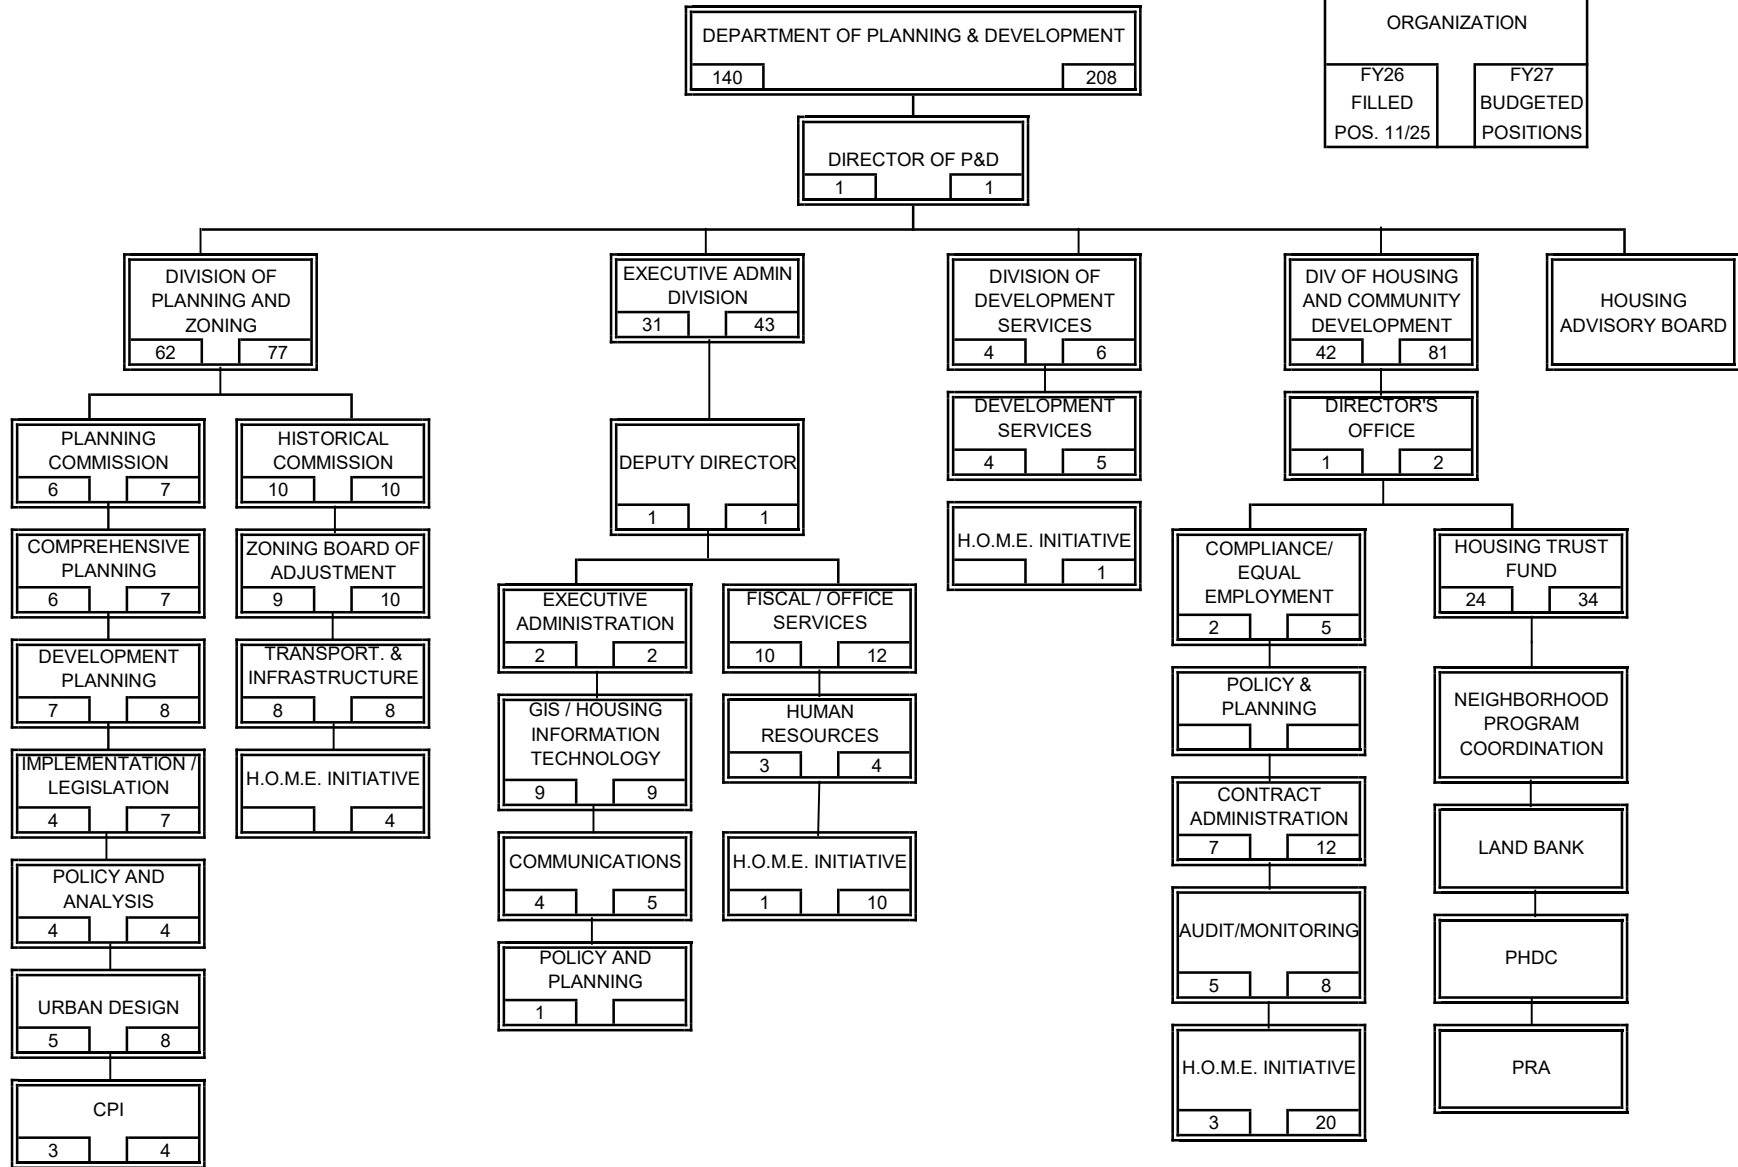 DEPARTMENT OF PLANNING & DEVELOPMENT
140 208
ORGANIZATION
FY26 FY27
FILLED BUDGETED
POS. 11/25 POSITIONS
DIRECTOR OF P&D
1 1
DIVISION OF
PLANNING AND
ZONING
62 77
EXECUTIVE ADMIN
DIVISION
31 43
DIVISION OF
DEVELOPMENT
SERVICES
4 6
DIV OF HOUSING
AND COMMUNITY
DEVELOPMENT
42 81
HOUSING
ADVISORY BOARD
PLANNING
COMMISSION
6 7
COMPREHENSIVE
PLANNING
6 7
DEVELOPMENT
PLANNING
7 8
IMPLEMENTATION /
LEGISLATION
4 7
POLICY AND
ANALYSIS
4 4
URBAN DESIGN
5 8
CPI
3 4
HISTORICAL
COMMISSION
10 10
ZONING BOARD OF
ADJUSTMENT
9 10
TRANSPORT. &
INFRASTRUCTURE
8 8
H.O.M.E. INITIATIVE
4
DEPUTY DIRECTOR
1 1
EXECUTIVE
ADMINISTRATION
2 2
GIS / HOUSING
INFORMATION
TECHNOLOGY
9 9
COMMUNICATIONS
4 5
POLICY AND
PLANNING
1
FISCAL / OFFICE
SERVICES
10 12
HUMAN
RESOURCES
3 4
H.O.M.E. INITIATIVE
1 10
DEVELOPMENT
SERVICES
4 5
H.O.M.E. INITIATIVE
1
DIRECTOR'S
OFFICE
1 2
COMPLIANCE/
EQUAL
EMPLOYMENT
2 5
POLICY &
PLANNING
CONTRACT
ADMINISTRATION
7 12
AUDIT/MONITORING
5 8
H.O.M.E. INITIATIVE
3 20
HOUSING TRUST
FUND
24 34
NEIGHBORHOOD
PROGRAM
COORDINATION
LAND BANK
PHDC
PRA